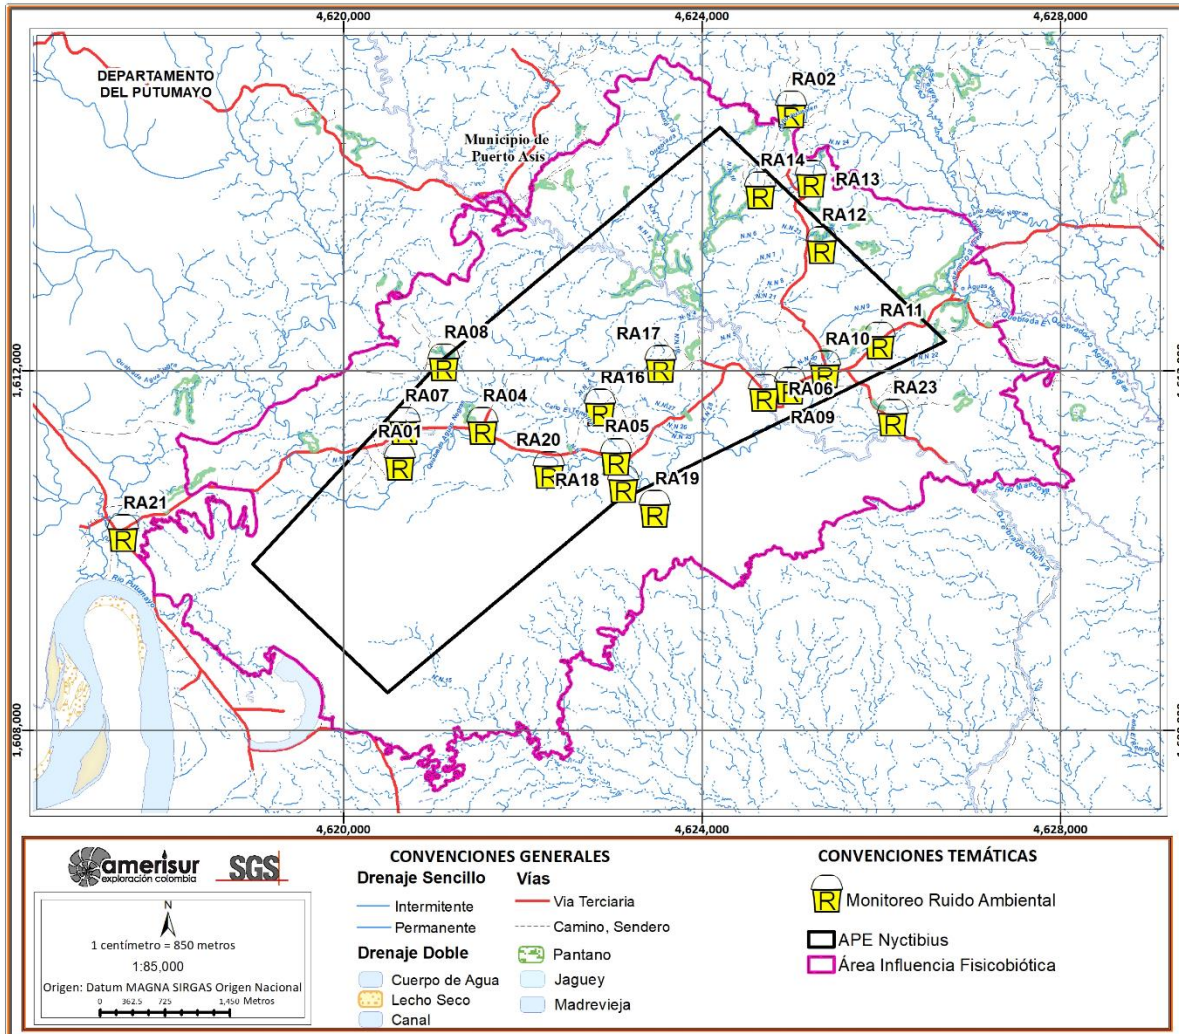 4,620,000
4,624,000
4,628,000
DEPARTAMENTO
DEL PUTUMAYO
Municipio de
Puerto Asís
RA02
RA14
RA13
RA12
RA11
RA10
RA17
RA08
RA16
RA06
RA09
RA23
RA07
RA04
RA01
RA05
RA20
RA18
RA19
RA21
1,612,000
Río Putumayo
Quebrada Chufiya
N.N 15
1,608,000
4,620,000
4,624,000
4,628,000
amerisur
exploración colombia
SGS
N
1 centímetro = 850 metros
1:85,000
Origen: Datum MAGNA SIRGAS Origen Nacional
0 362.5 725 1,450 Metros
CONVENCIONES GENERALES
Drenaje Sencillo
Intermitente
Permanente
Drenaje Doble
Cuerpo de Agua
Lecho Seco
Canal
Vías
Via Terciaria
Camino, Sendero
Pantano
Jaguey
Madrevieja
CONVENCIONES TEMÁTICAS
R Monitoreo Ruido Ambiental
APE Nyctibius
Área Influencia Fisicobiótica